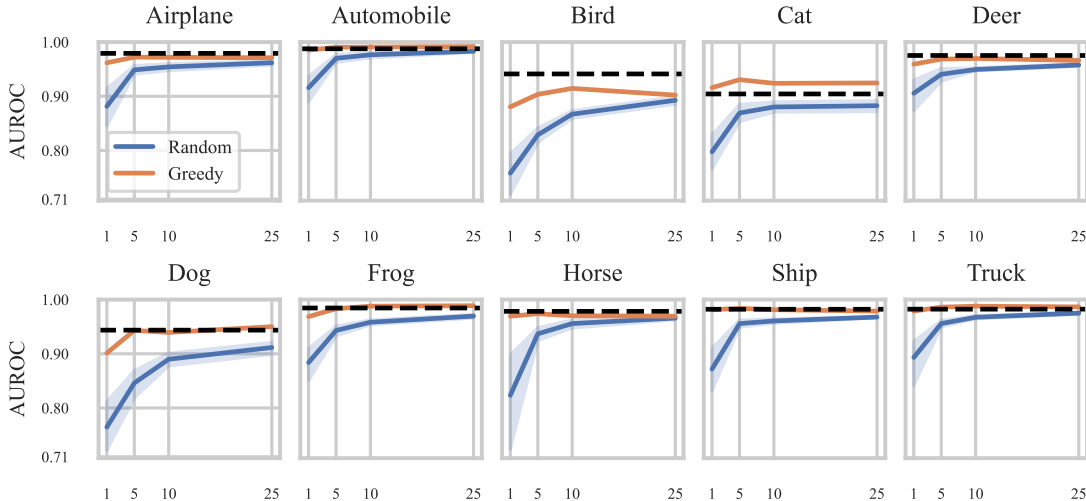 Airplane Automobile Bird Cat Deer
1.00
0.90
0.80
0.71
AUROC
Random
Greedy
1 5 10 25 1 5 10 25 1 5 10 25 1 5 10 25 1 5 10 25
Dog Frog Horse Ship Truck
1.00
0.90
0.80
0.71
AUROC
1 5 10 25 1 5 10 25 1 5 10 25 1 5 10 25 1 5 10 25